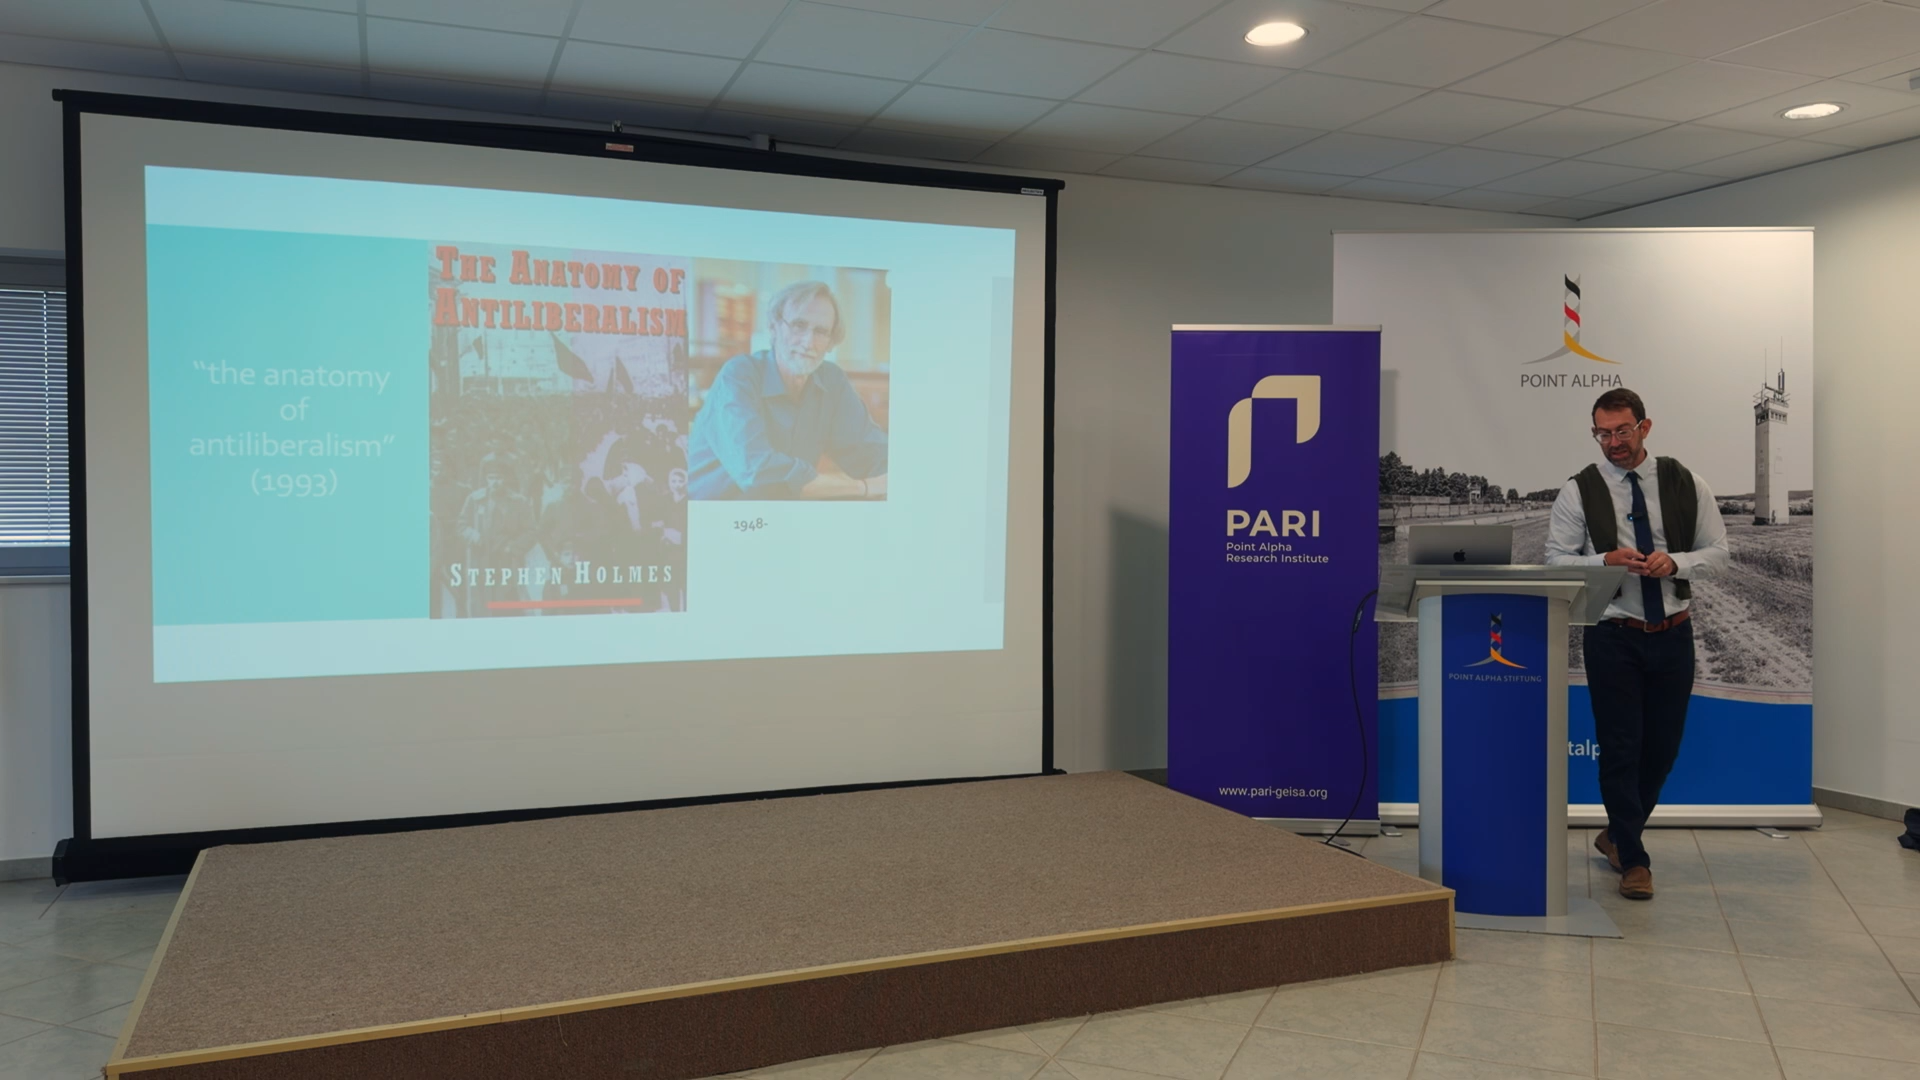 "the anatomy
of
antiliberalism"
(1993)
THE ANATOMY OF
ANTILIBERALISM
STEPHEN HOLMES
1948-
PARI
Point Alpha
Research Institute
www.pari-geisa.org
POINT ALPHA
POINT ALPHA STIFTUNG
talp